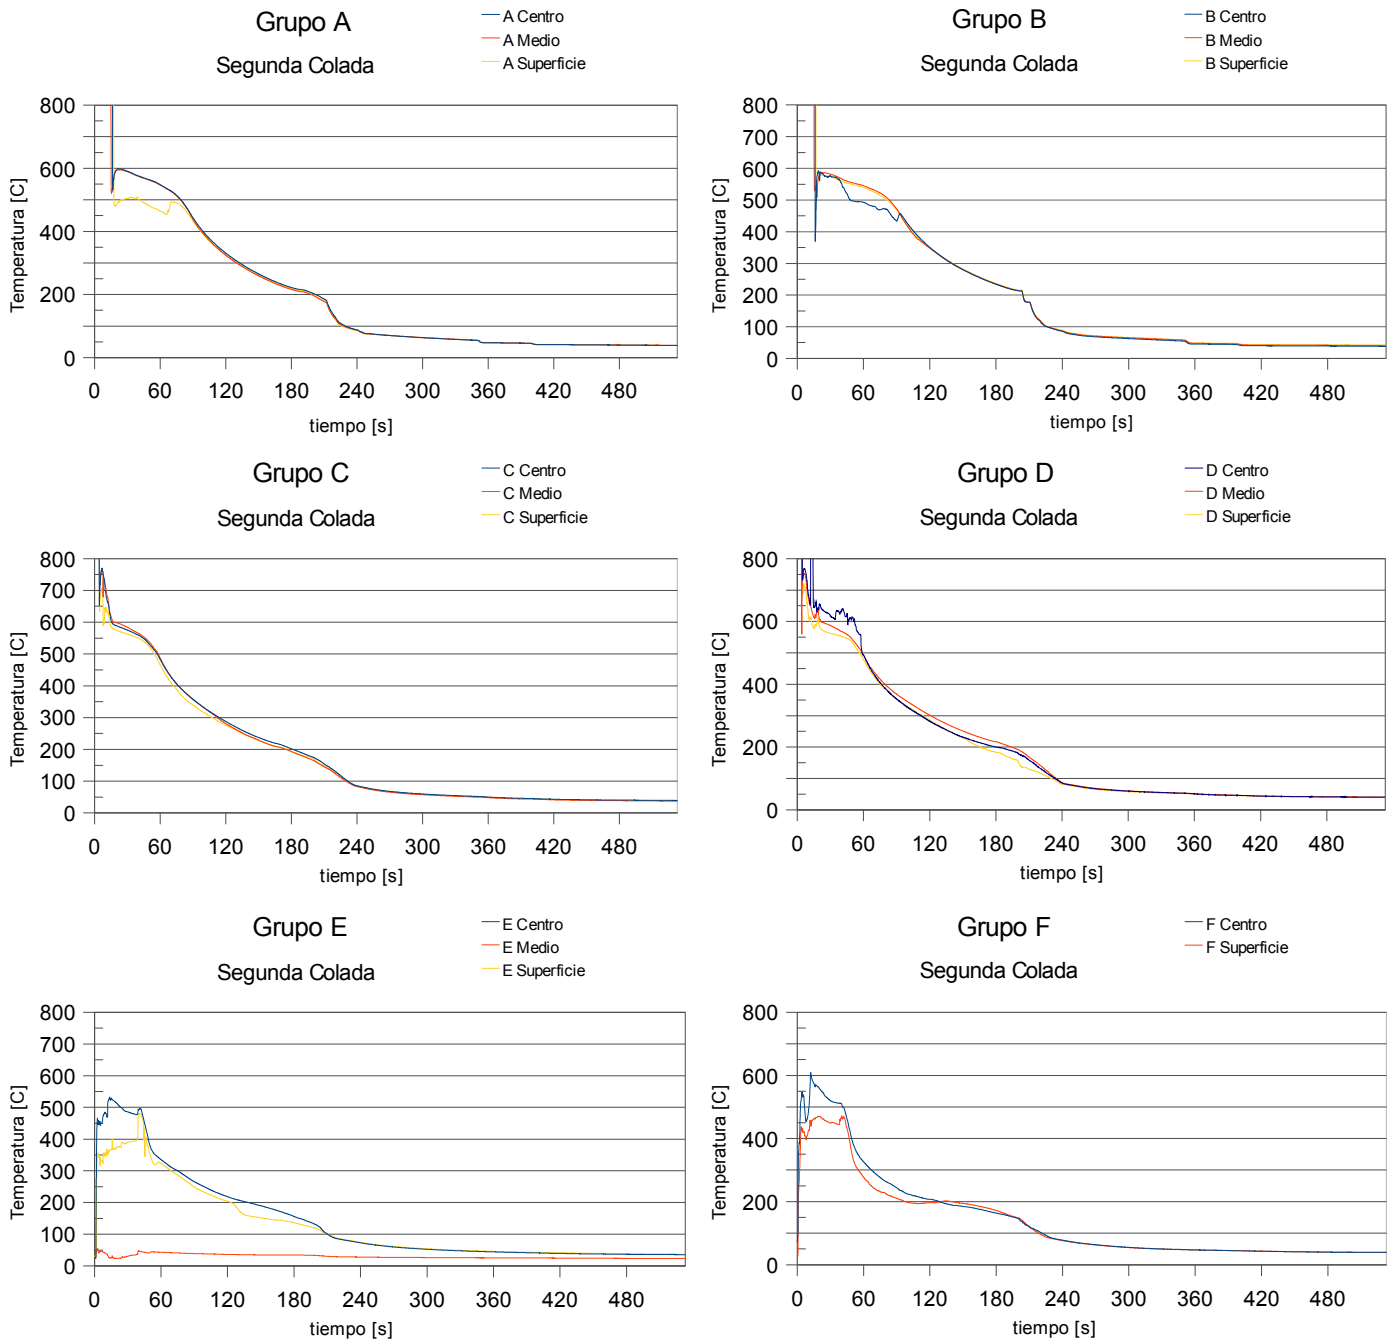 Grupo A
Segunda Colada
A Centro
A Medio
A Superficie
Temperatura [C]
800
600
400
200
0
0 60 120 180 240 300 360 420 480
tiempo [s]
Grupo B
Segunda Colada
B Centro
B Medio
B Superficie
Temperatura [C]
800
700
600
500
400
300
200
100
0
0 60 120 180 240 300 360 420 480
tiempo [s]
Grupo C
Segunda Colada
C Centro
C Medio
C Superficie
Temperatura [C]
800
700
600
500
400
300
200
100
0
0 60 120 180 240 300 360 420 480
tiempo [s]
Grupo D
Segunda Colada
D Centro
D Medio
D Superficie
Temperatura [C]
800
600
400
200
0
0 60 120 180 240 300 360 420 480
tiempo [s]
Grupo E
Segunda Colada
E Centro
E Medio
E Superficie
Temperatura [C]
800
700
600
500
400
300
200
100
0
0 60 120 180 240 300 360 420 480
tiempo [s]
Grupo F
Segunda Colada
F Centro
F Superficie
Temperatura [C]
800
600
400
200
0
0 60 120 180 240 300 360 420 480
tiempo [s]